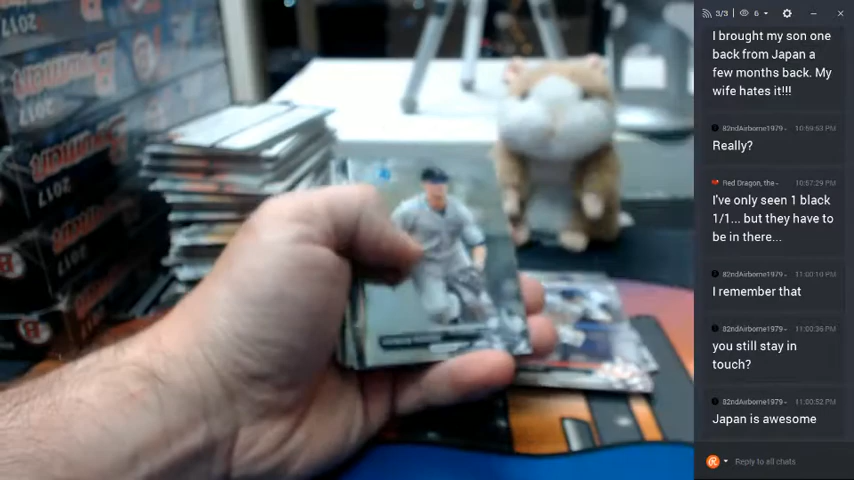 3/3
6
I brought my son one
back from Japan a
few months back. My
wife hates it!!!
82ndAirborne1979 - 10:59:53 PM
Really?
Red Dragon, the - 10:57:29 PM
I've only seen 1 black
1/1... but they have to
be in there...
82ndAirborne1979 - 11:00:10 PM
I remember that
82ndAirborne1979 - 11:00:36 PM
you still stay in
touch?
82ndAirborne1979 - 11:00:52 PM
Japan is awesome
Reply to all chats
Bowman
2017
Bowman
2017
2017